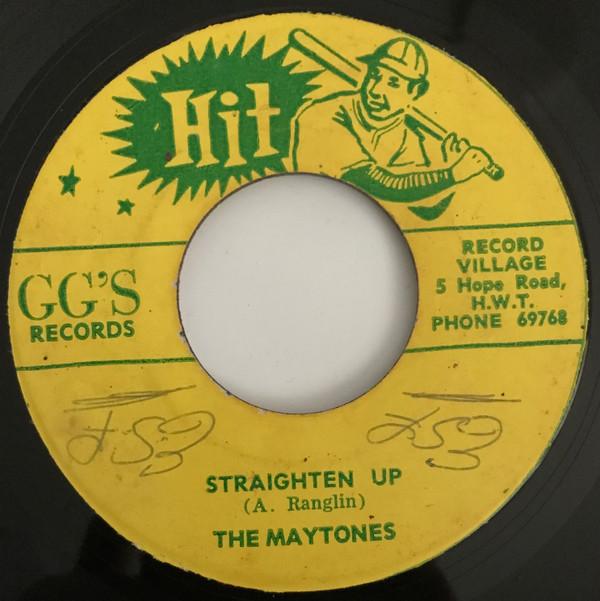 Hit
GG'S
RECORDS
RECORD
VILLAGE
5 Hope Road,
H.W.T.
PHONE 69768
STRAIGHTEN UP
(A. Ranglin)
THE MAYTONES